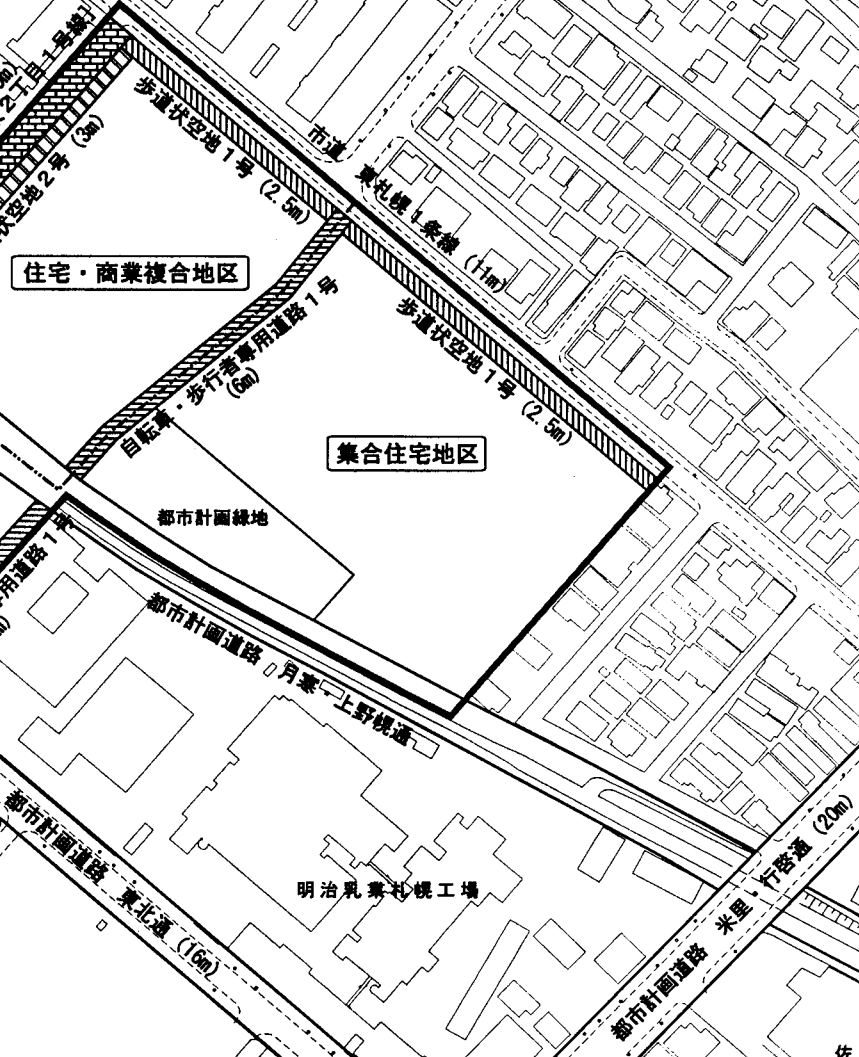 2丁目1号線]
歩道状空地1号 (2.5m)
状空地2号 (3m)
市道 東札幌1条線 (11m)
住宅・商業複合地区
歩道状空地1号 (2.5m)
自転車・歩行者専用道路1号
(6m)
集合住宅地区
都市計画緑地
用道路1号
都市計画道路 月寒・上野幌通
都市計画道路 東北通 (16m)
明治乳業札幌工場
都市計画道路 米里・行啓通 (20m)